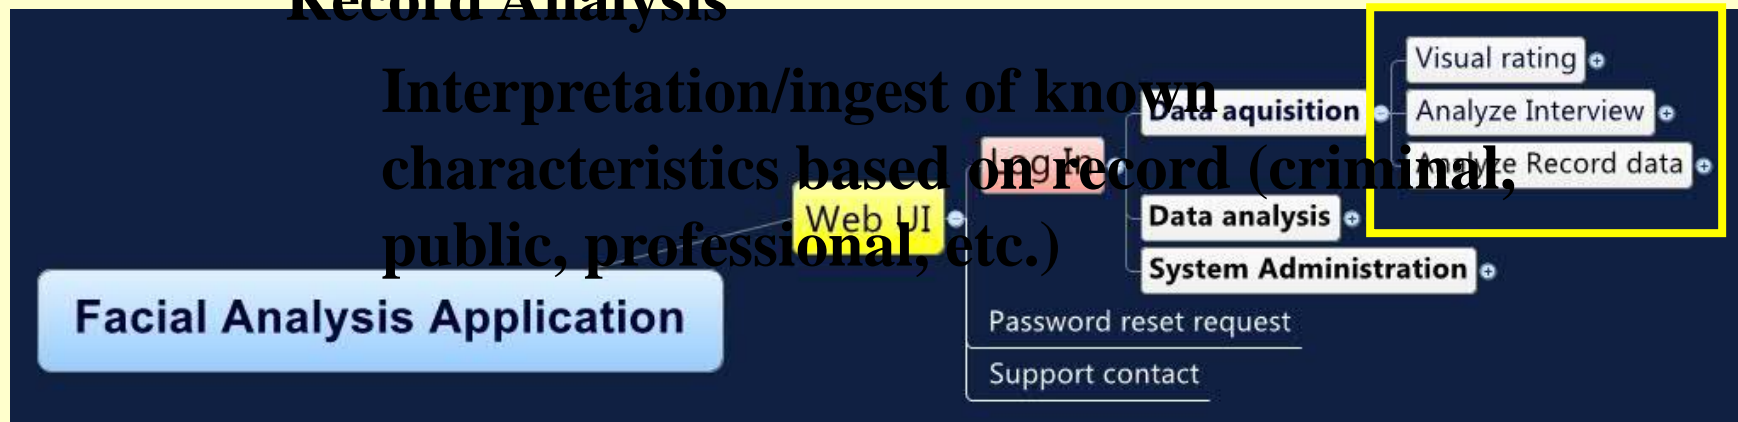 Record Analysis
Interpretation/ingest of known
characteristics based on record (criminal,
public, professional, etc.)
Facial Analysis Application
Web UI
Log In
Data aquisition
Visual rating
Analyze Interview
Analyze Record data
Data analysis
System Administration
Password reset request
Support contact